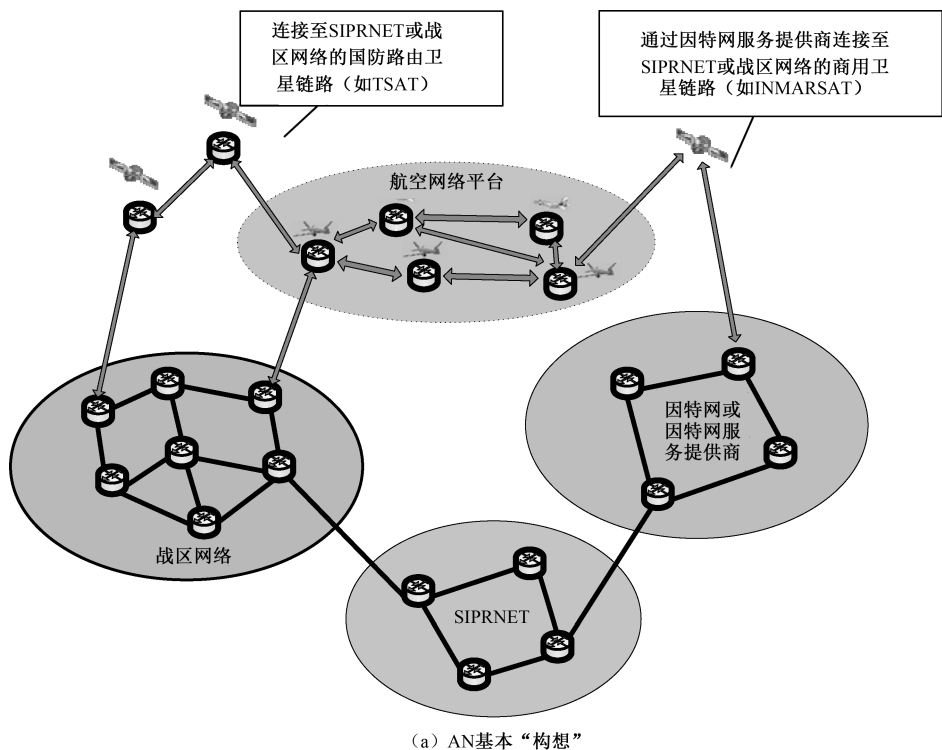 连接至SIPRNET或战
区网络的国防路由卫
星链路（如TSAT）
通过因特网服务提供商连接至
SIPRNET或战区网络的商用卫
星链路（如INMARSAT）
航空网络平台
因特网或
因特网服
务提供商
战区网络
SIPRNET
（a）AN基本“构想”